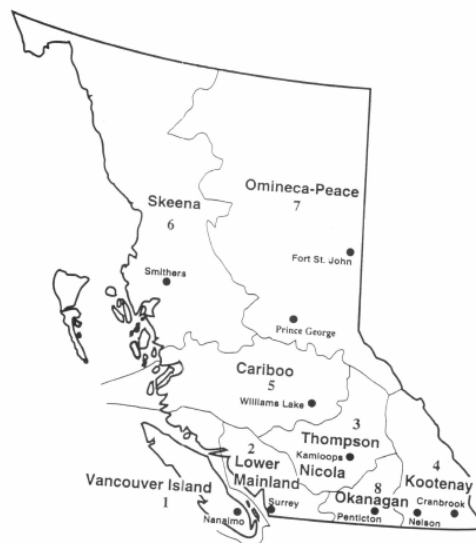 Omineca-Peace
7
Skeena
6
Fort St. John
Smithers
Prince George
Cariboo
5
Williams Lake
3
Thompson
Kamloops
Nicola
2
Lower
Mainland
4
Kootenay
8
Okanagan
Cranbrook
Vancouver Island
1
Nanaimo
Surrey
Penticton
Nelson